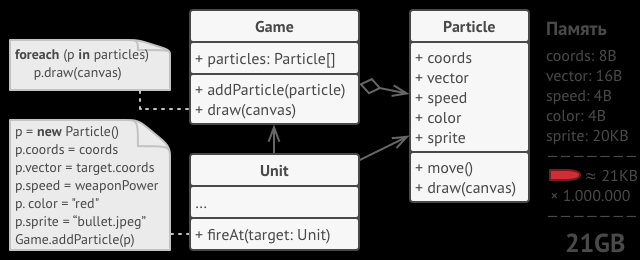 foreach (p in particles)
p.draw(canvas)
p = new Particle()
p.coords = coords
p.vector = target.coords
p.speed = weaponPower
p. color = "red"
p.sprite = “bullet.jpeg”
Game.addParticle(p)
Game
+ particles: Particle[]
+ addParticle(particle)
+ draw(canvas)
Unit
...
+ fireAt(target: Unit)
Particle
+ coords
+ vector
+ speed
+ color
+ sprite
+ move()
+ draw(canvas)
Память
coords: 8B
vector: 16B
speed: 4B
color: 4B
sprite: 20KB
≈ 21KB
× 1.000.000
21GB